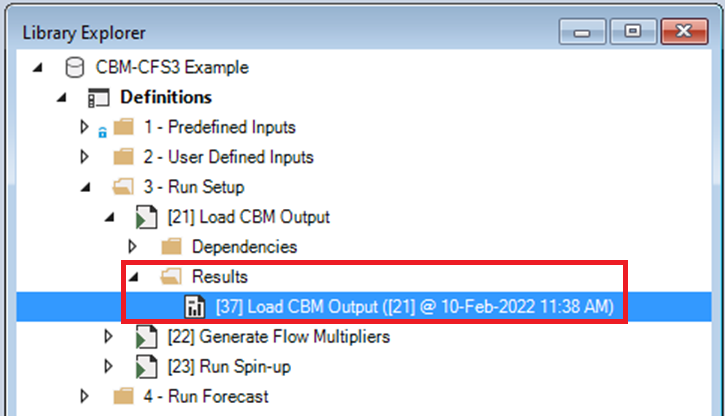 Library Explorer
CBM-CFS3 Example
Definitions
1 - Predefined Inputs
2 - User Defined Inputs
3 - Run Setup
[21] Load CBM Output
Dependencies
Results
[37] Load CBM Output ([21] @ 10-Feb-2022 11:38 AM)
[22] Generate Flow Multipliers
[23] Run Spin-up
4 - Run Forecast